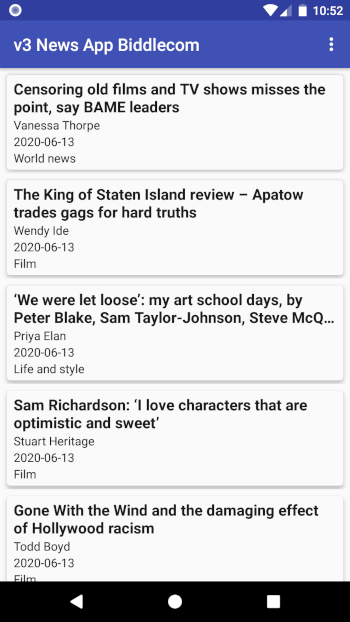 10:52
v3 News App Biddlecom
Censoring old films and TV shows misses the
point, say BAME leaders
Vanessa Thorpe
2020-06-13
World news
The King of Staten Island review – Apatow
trades gags for hard truths
Wendy Ide
2020-06-13
Film
‘We were let loose’: my art school days, by
Peter Blake, Sam Taylor-Johnson, Steve McQ…
Priya Elan
2020-06-13
Life and style
Sam Richardson: ‘I love characters that are
optimistic and sweet’
Stuart Heritage
2020-06-13
Film
Gone With the Wind and the damaging effect
of Hollywood racism
Todd Boyd
2020-06-13
Film